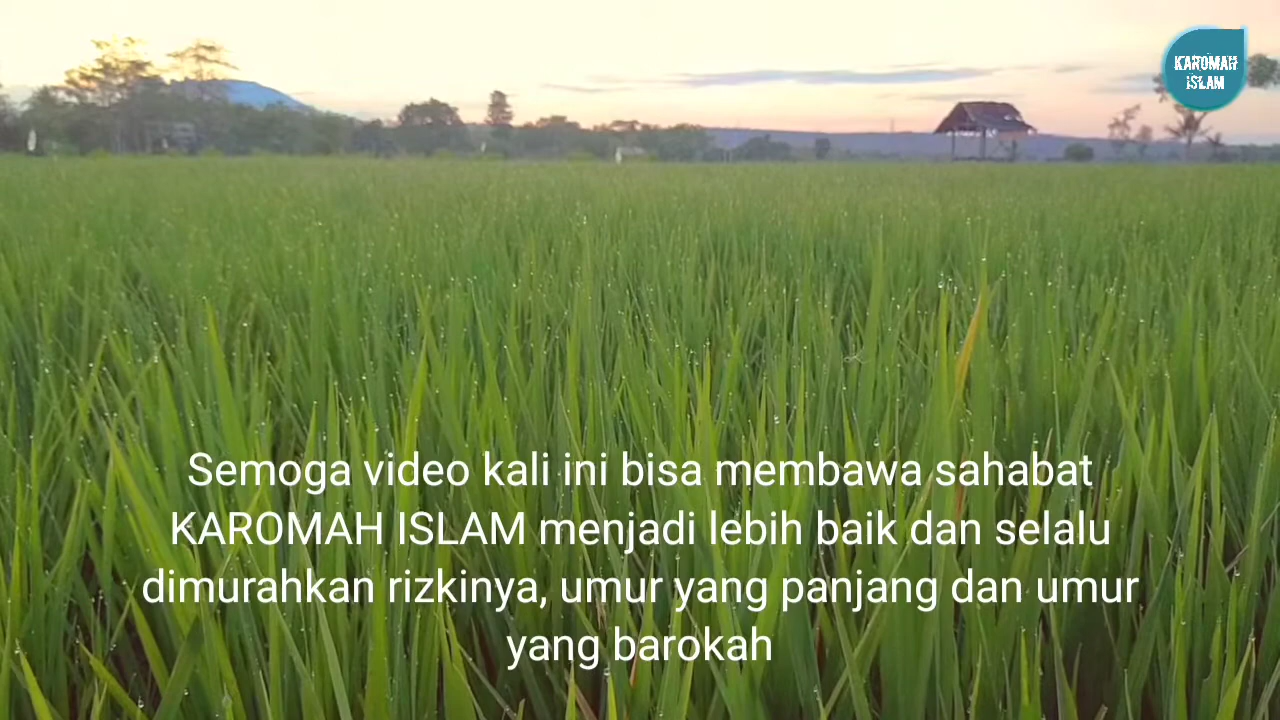 KAROMAH
ISLAM
Semoga video kali ini bisa membawa sahabat
KAROMAH ISLAM menjadi lebih baik dan selalu
dimurahkan rizkinya, umur yang panjang dan umur
yang barokah